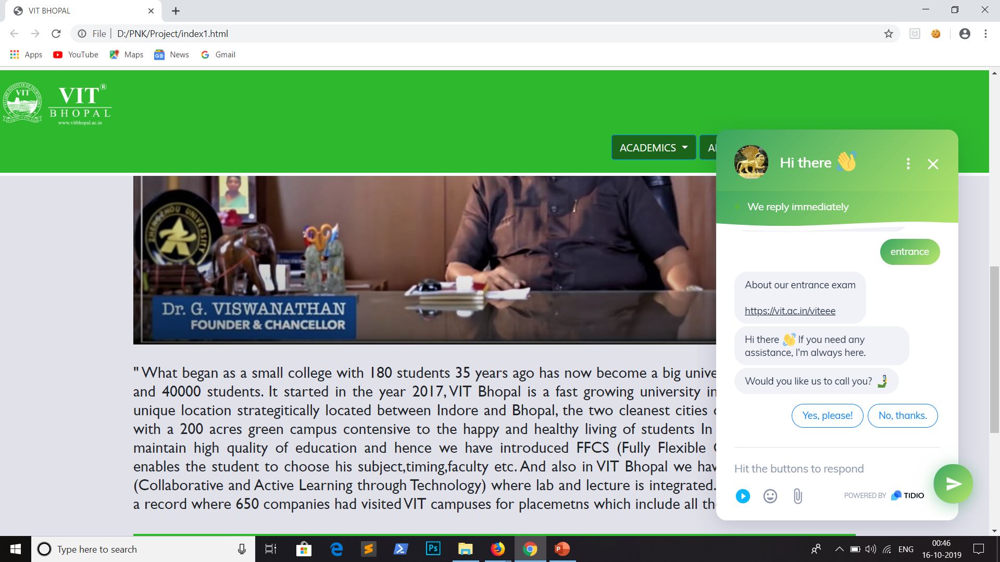 VIT BHOPAL
File
D:/PNK/Project/index1.html
Apps
YouTube
Maps
News
Gmail
VELLORE INSTITUTE OF TECHNOLOGY
VIT
VIT®
BHOPAL
www.vitbhopal.ac.in
ACADEMICS
Hi there 👋
We reply immediately
entrance
About our entrance exam
https://vit.ac.in/viteee
Hi there 👋 If you need any
assistance, I'm always here.
Would you like us to call you? 🤳
Yes, please!
No, thanks.
Hit the buttons to respond
POWERED BY TIDIO
ZHENGZHOU UNIVERSITY
Dr. G. VISWANATHAN
FOUNDER & CHANCELLOR
" What began as a small college with 180 students 35 years ago has now become a big
and 40000 students. It started in the year 2017, VIT Bhopal is a fast growing university in
unique location strategitically located between Indore and Bhopal, the two cleanest cities
with a 200 acres green campus contensive to the happy and healthy living of students In
maintain high quality of education and hence we have introduced FFCS (Fully Flexible
enables the student to choose his subject,timing,faculty etc. And also in VIT Bhopal we
(Collaborative and Active Learning through Technology) where lab and lecture is integrated.
a record where 650 companies had visited VIT campuses for placemetns which include all
Type here to search
Ps
ENG
00:46
16-10-2019